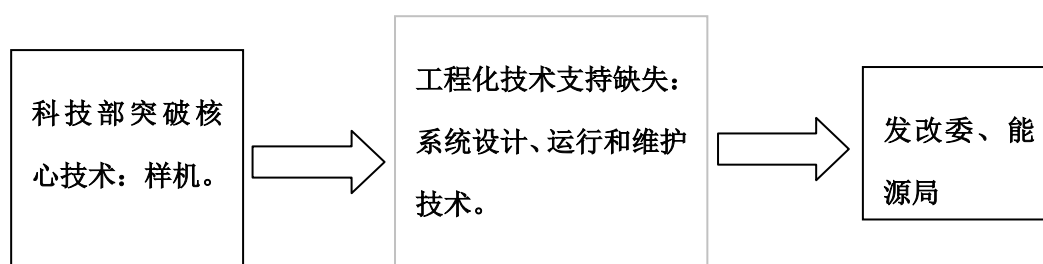 科技部突破核
心技术：样机。
工程化技术支持缺失：
系统设计、运行和维护
技术。
发改委、能
源局